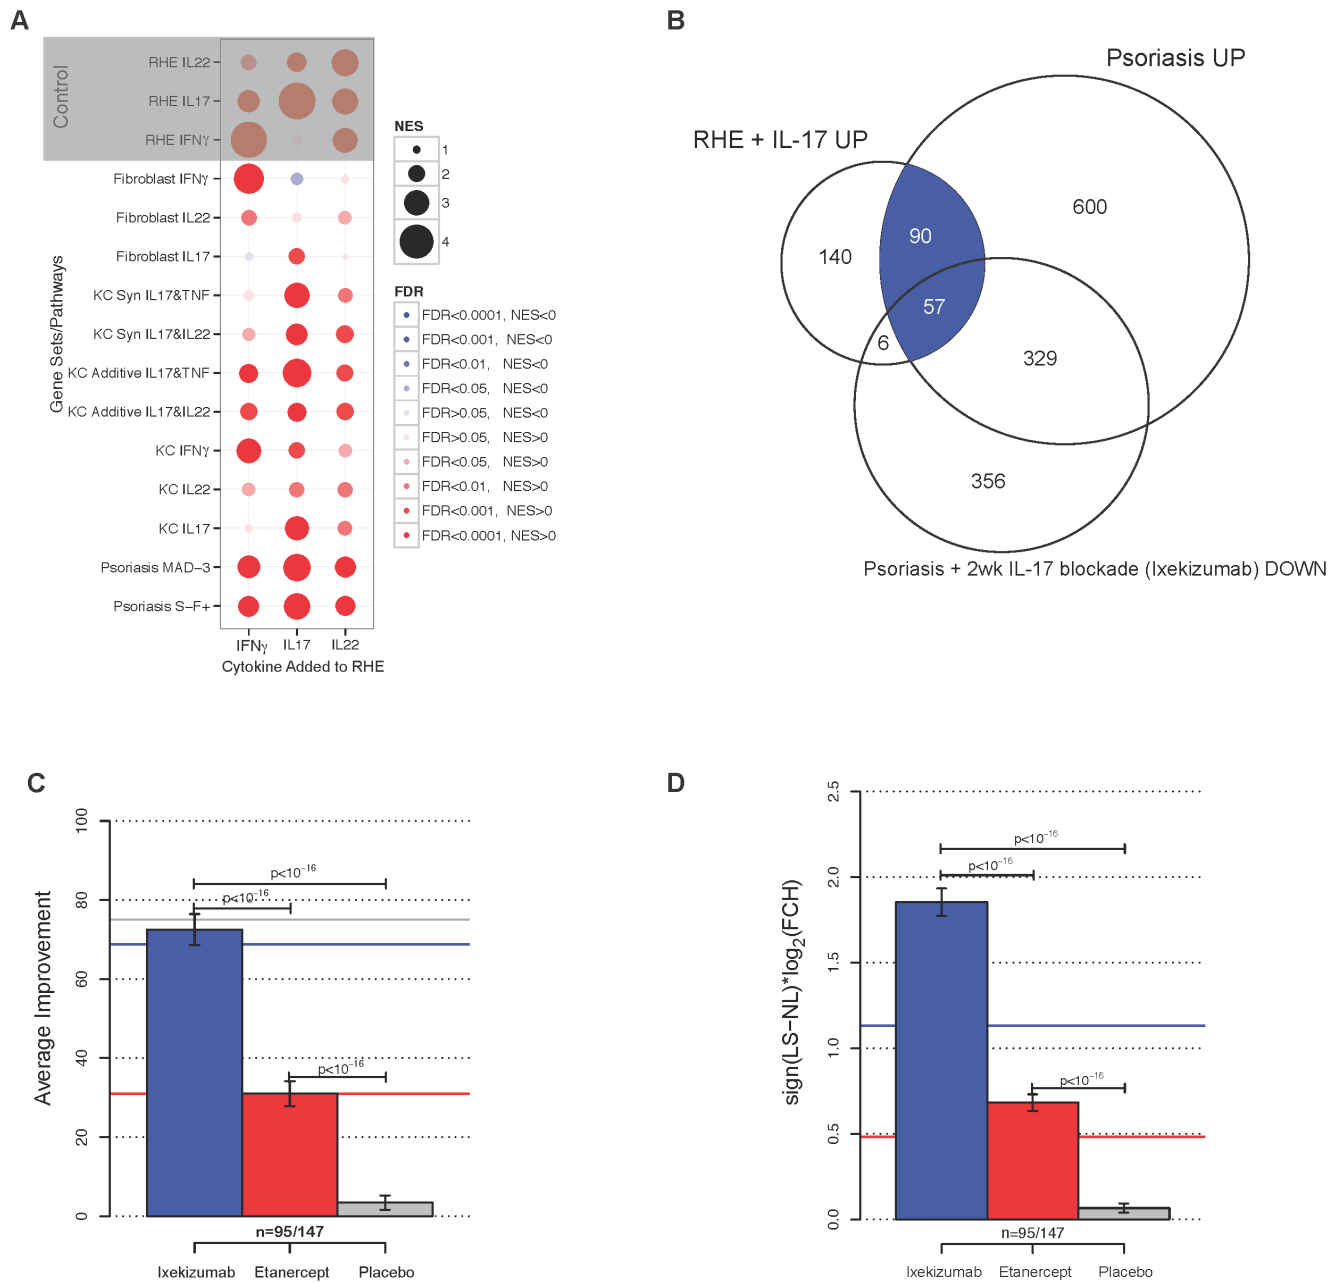 A
Control
RHE IL22
RHE IL17
RHE IFNγ
Gene Sets/Pathways
Fibroblast IFNγ
Fibroblast IL22
Fibroblast IL17
KC Syn IL17&TNF
KC Syn IL17&IL22
KC Additive IL17&TNF
KC Additive IL17&IL22
KC IFNγ
KC IL22
KC IL17
Psoriasis MAD−3
Psoriasis S−F+
IFNγ IL17 IL22
Cytokine Added to RHE
NES
1
2
3
4
FDR
FDR<0.0001, NES<0
FDR<0.001, NES<0
FDR<0.01, NES<0
FDR<0.05, NES<0
FDR>0.05, NES<0
FDR>0.05, NES>0
FDR<0.05, NES>0
FDR<0.01, NES>0
FDR<0.001, NES>0
FDR<0.0001, NES>0
B
Psoriasis UP
RHE + IL-17 UP
600
90
140
57
6
329
356
Psoriasis + 2wk IL-17 blockade (Ixekizumab) DOWN
C
Average Improvement
100
80
60
40
20
0
p<10−16
p<10−16
p<10−16
n=95/147
Ixekizumab Etanercept Placebo
D
sign(LS−NL)*log2(FCH)
2.5
2.0
1.5
1.0
0.5
0.0
p<10−16
p<10−16
p<10−16
n=95/147
Ixekizumab Etanercept Placebo